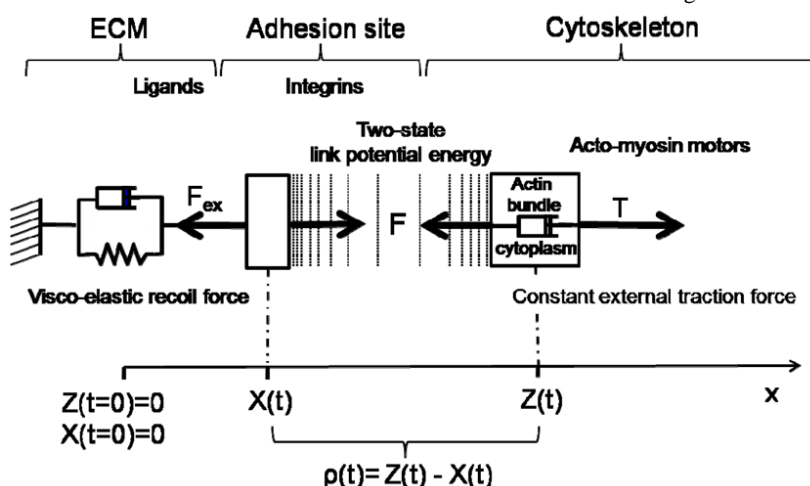 ECM Adhesion site Cytoskeleton
Ligands Integrins
Two-state
link potential energy
Acto-myosin motors
F_ex
F
Actin
bundle
cytoplasm
T
Visco-elastic recoil force
Constant external traction force
Z(t=0)=0
X(t=0)=0
X(t)
Z(t)
x
ρ(t)= Z(t) - X(t)